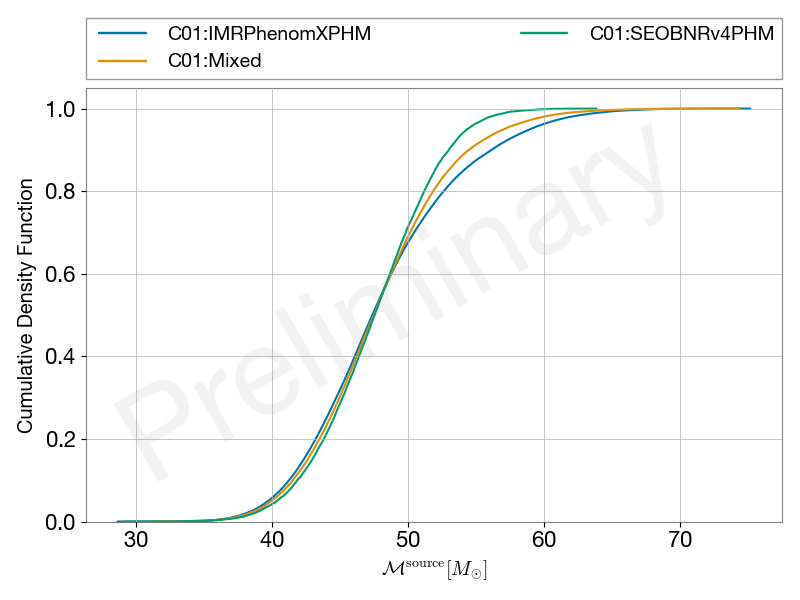 C01:IMRPhenomXPHM
C01:SEOBNRv4PHM
C01:Mixed
1.0
0.8
0.6
0.4
0.2
0.0
Cumulative Density Function
Preliminary
30
40
50
60
70
ℳ^source [M_⊙]